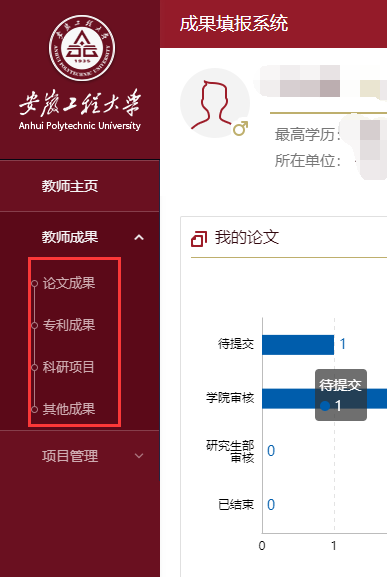 安徽工程大学
Anhui Polytechnic University
教师主页
教师成果
论文成果
专利成果
科研项目
其他成果
项目管理
成果填报系统
最高学历:
所在单位:
我的论文
待提交
1
学院审核
待提交
1
研究生部
审核
0
已结束
0
0
1